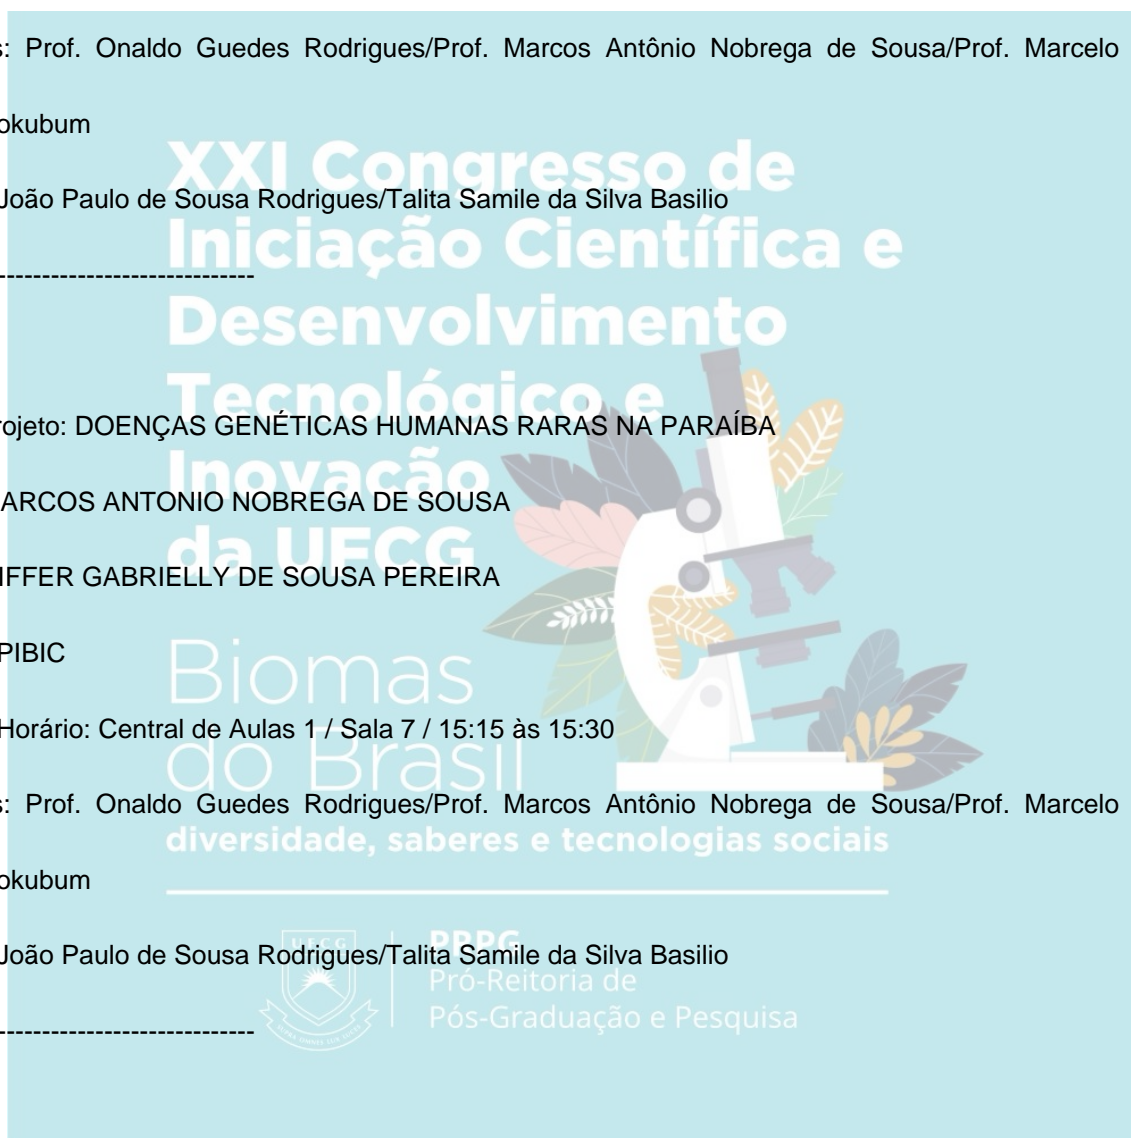 s: Prof. Onaldo Guedes Rodrigues/Prof. Marcos Antônio Nobrega de Sousa/Prof. Marcelo
okubum
XXI Congresso de
João Paulo de Sousa Rodrigues/Talita Samile da Silva Basilio
Iniciação Científica e
-----------------------------
Desenvolvimento
Tecnológico e
rojeto: DOENÇAS GENÉTICAS HUMANAS RARAS NA PARAÍBA
Inovação
ARCOS ANTONIO NOBREGA DE SOUSA
da UFCG
IFFER GABRIELLY DE SOUSA PEREIRA
PIBIC
Biomas
Horário: Central de Aulas 1 / Sala 7 / 15:15 às 15:30
do Brasil
s: Prof. Onaldo Guedes Rodrigues/Prof. Marcos Antônio Nobrega de Sousa/Prof. Marcelo
diversidade, saberes e tecnologias sociais
okubum
UFCG
PRPG
João Paulo de Sousa Rodrigues/Talita Samile da Silva Basilio
Pró-Reitoria de
Pós-Graduação e Pesquisa
-----------------------------